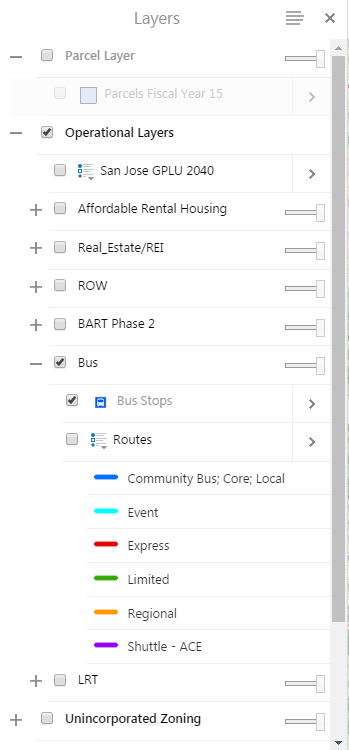 Layers
Parcel Layer
Parcels Fiscal Year 15
Operational Layers
San Jose GPLU 2040
Affordable Rental Housing
Real_Estate/REI
ROW
BART Phase 2
Bus
Bus Stops
Routes
Community Bus; Core; Local
Event
Express
Limited
Regional
Shuttle - ACE
LRT
Unincorporated Zoning